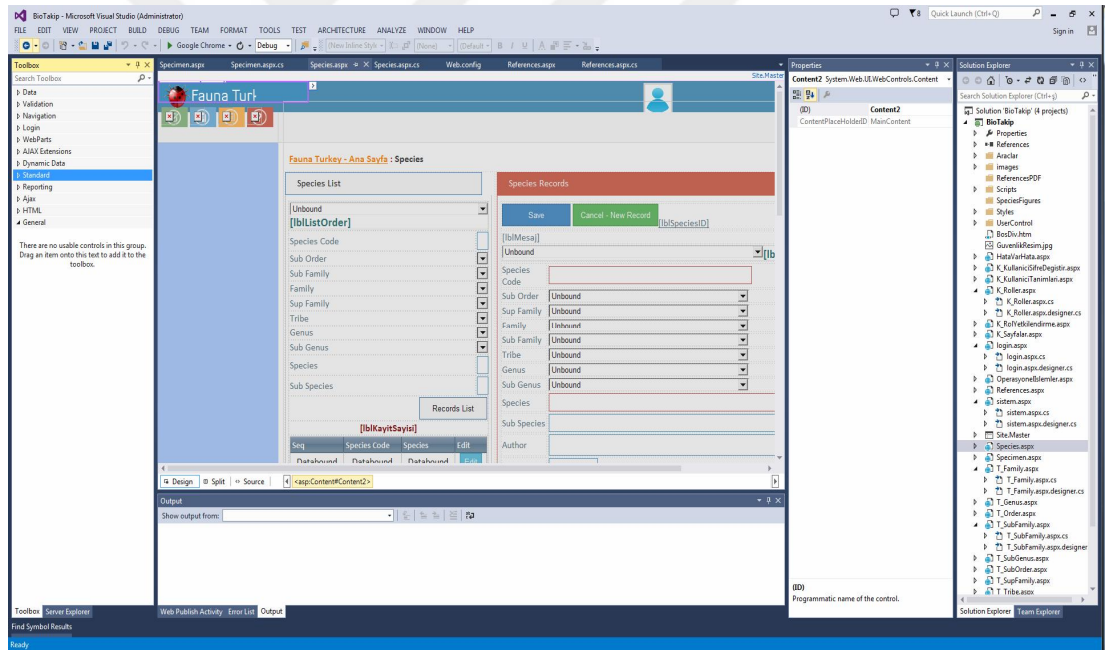 BioTakip - Microsoft Visual Studio (Administrator)
Quick Launch (Ctrl+Q)
FILE EDIT VIEW PROJECT BUILD DEBUG TEAM FORMAT TOOLS TEST ARCHITECTURE ANALYZE WINDOW HELP
Sign in
Google Chrome Debug (New Inline Style (None) (Default
Toolbox
Search Toolbox
Data
Validation
Navigation
Login
WebParts
AJAX Extensions
Dynamic Data
Standard
Reporting
Ajax
HTML
General
There are no usable controls in this group. Drag an item onto this text to add it to the toolbox.
Toolbox Server Explorer
Specimen.aspx Specimen.aspx.cs Species.aspx Species.aspx.cs Web.config References.aspx References.aspx.cs
Site.Master
Fauna Turk
Fauna Turkey - Ana Sayfa : Species
Species List
Unbound
[lblListOrder]
Species Code
Sub Order
Sub Family
Family
Sup Family
Tribe
Genus
Sub Genus
Species
Sub Species
Records List
[lblKayitSayisi]
Seq Species Code Species Edit
Databound Databound Databound Edit
Species Records
Save Cancel - New Record [lblSpeciesID]
[lblMesaj]
Unbound [lb
Species Code
Sub Order Unbound
Sup Family Unbound
Family Unbound
Sub Family Unbound
Tribe Unbound
Genus Unbound
Sub Genus Unbound
Species
Sub Species
Author
Design Split Source <asp:Content#Content2>
Output
Show output from:
Web Publish Activity Error List Output
Properties
Content2 System.Web.UI.WebControls.Content
(ID) Content2
ContentPlaceHolderID MainContent
(ID)
Programmatic name of the control.
Solution Explorer
Search Solution Explorer (Ctrl+ş)
Solution 'BioTakip' (4 projects)
BioTakip
Properties
References
Araclar
images
ReferencesPDF
Scripts
SpeciesFigures
Styles
UserControl
BosDiv.htm
GuvenlikResim.jpg
HataVarHata.aspx
K_KullaniciSifreDegistir.aspx
K_KullaniciTanimlari.aspx
K_Roller.aspx
K_Roller.aspx.cs
K_Roller.aspx.designer.cs
K_RolYetkilendirme.aspx
K_Sayfalar.aspx
login.aspx
login.aspx.cs
login.aspx.designer.cs
OperasyonelIslemler.aspx
References.aspx
sistem.aspx
sistem.aspx.cs
sistem.aspx.designer.cs
Site.Master
Species.aspx
Specimen.aspx
T_Family.aspx
T_Family.aspx.cs
T_Family.aspx.designer.cs
T_Genus.aspx
T_Order.aspx
T_SubFamily.aspx
T_SubFamily.aspx.cs
T_SubFamily.aspx.designer
T_SubGenus.aspx
T_SubOrder.aspx
T_SupFamily.aspx
T_Tribe.aspx
Solution Explorer Team Explorer
Find Symbol Results
Ready